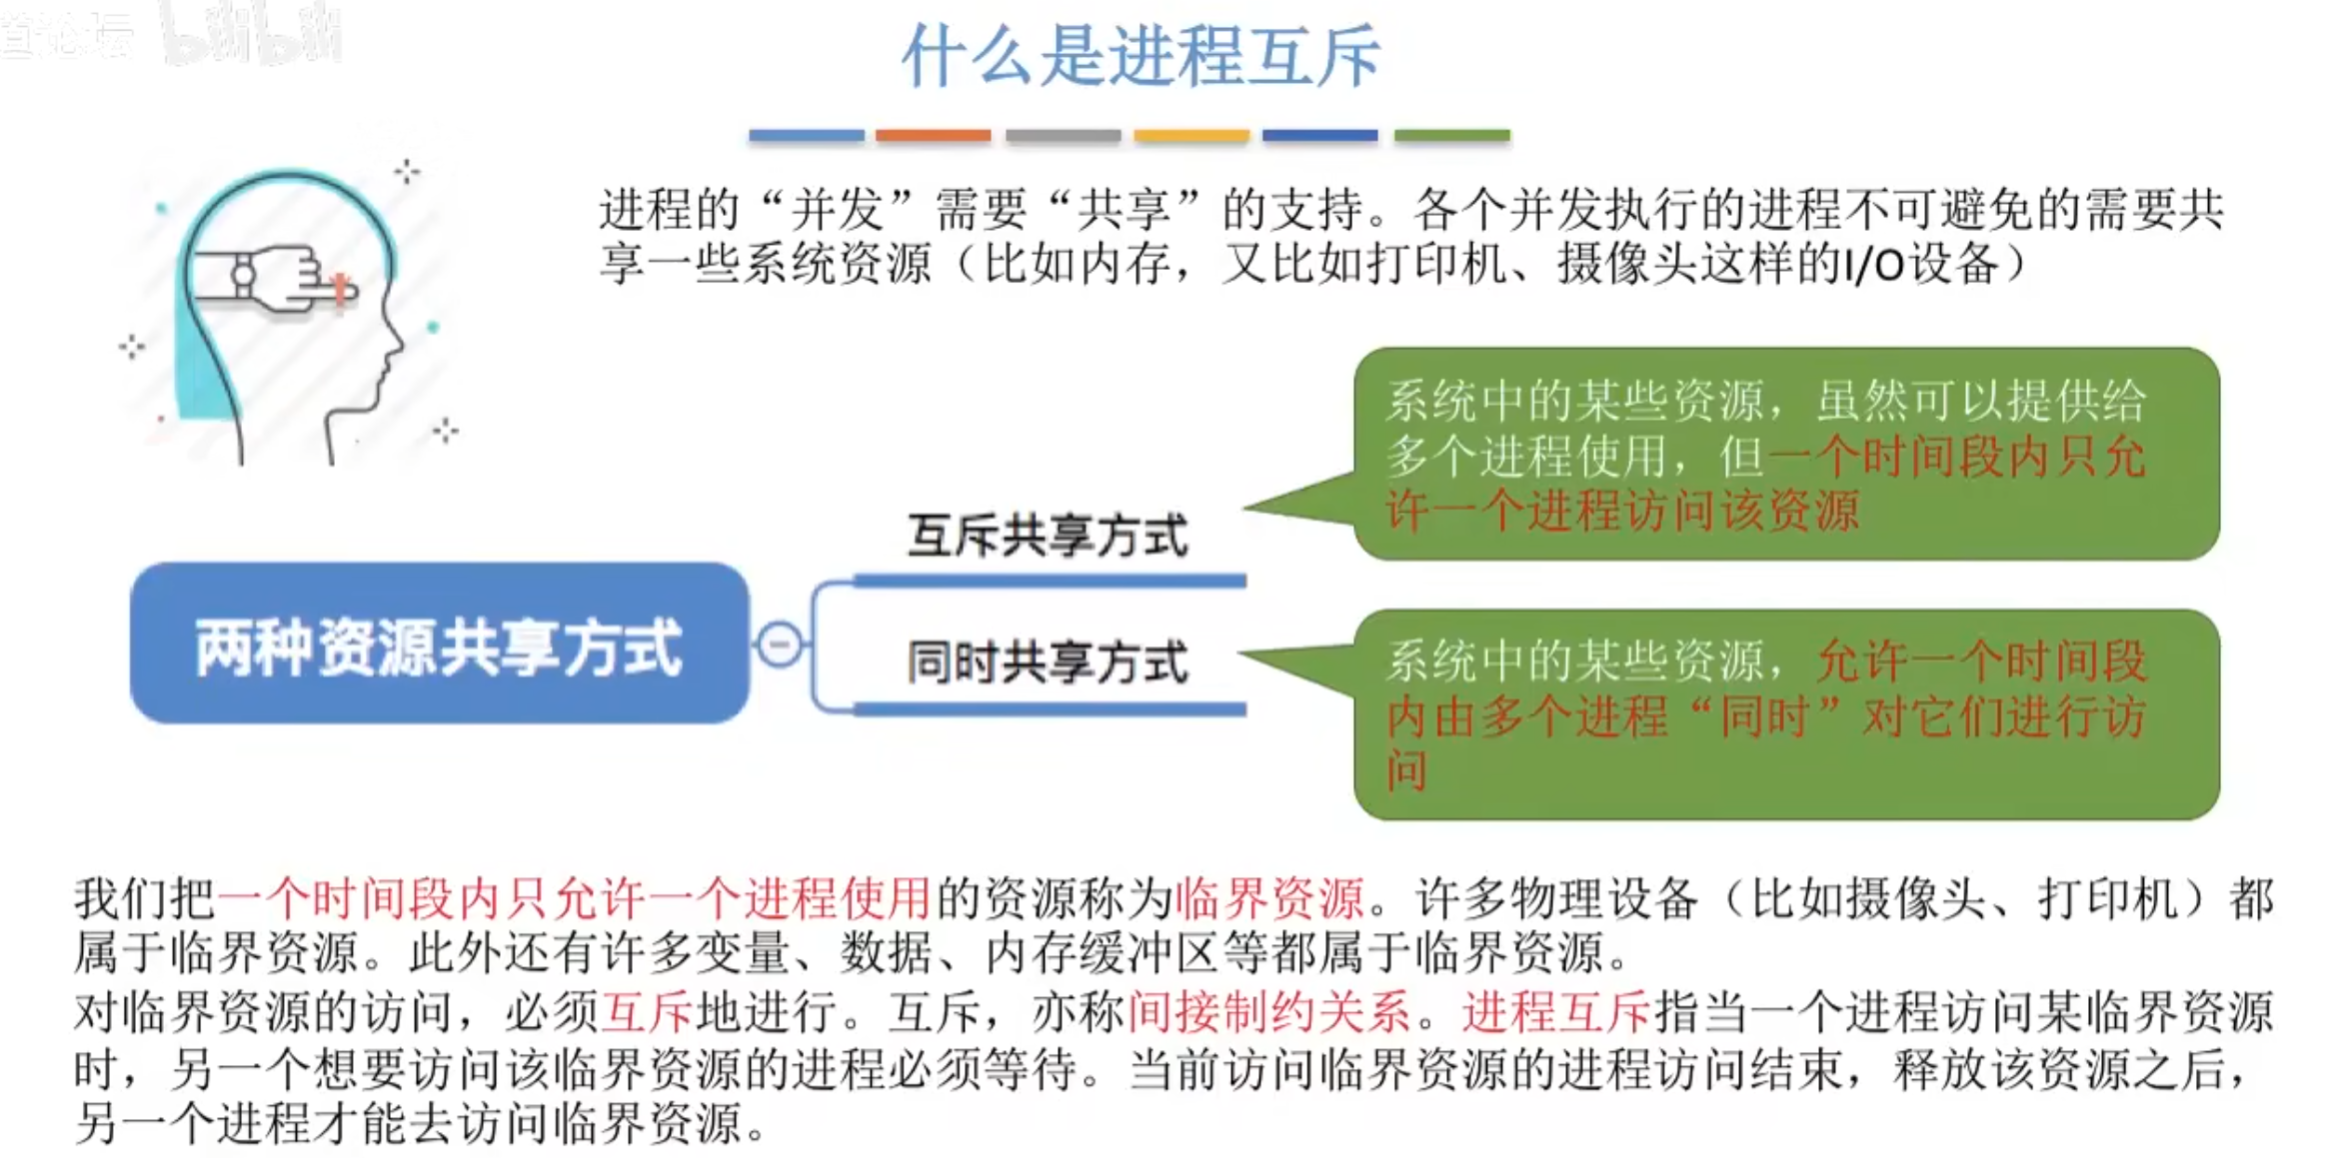 道论坛 bilibili
什么是进程互斥
进程的“并发”需要“共享”的支持。各个并发执行的进程不可避免的需要共
享一些系统资源（比如内存，又比如打印机、摄像头这样的I/O设备）
系统中的某些资源，虽然可以提供给
多个进程使用，但一个时间段内只允
许一个进程访问该资源
互斥共享方式
两种资源共享方式
同时共享方式
系统中的某些资源，允许一个时间段
内由多个进程“同时”对它们进行访
问
我们把一个时间段内只允许一个进程使用的资源称为临界资源。许多物理设备（比如摄像头、打印机）都
属于临界资源。此外还有许多变量、数据、内存缓冲区等都属于临界资源。
对临界资源的访问，必须互斥地进行。互斥，亦称间接制约关系。进程互斥指当一个进程访问某临界资源
时，另一个想要访问该临界资源的进程必须等待。当前访问临界资源的进程访问结束，释放该资源之后，
另一个进程才能去访问临界资源。